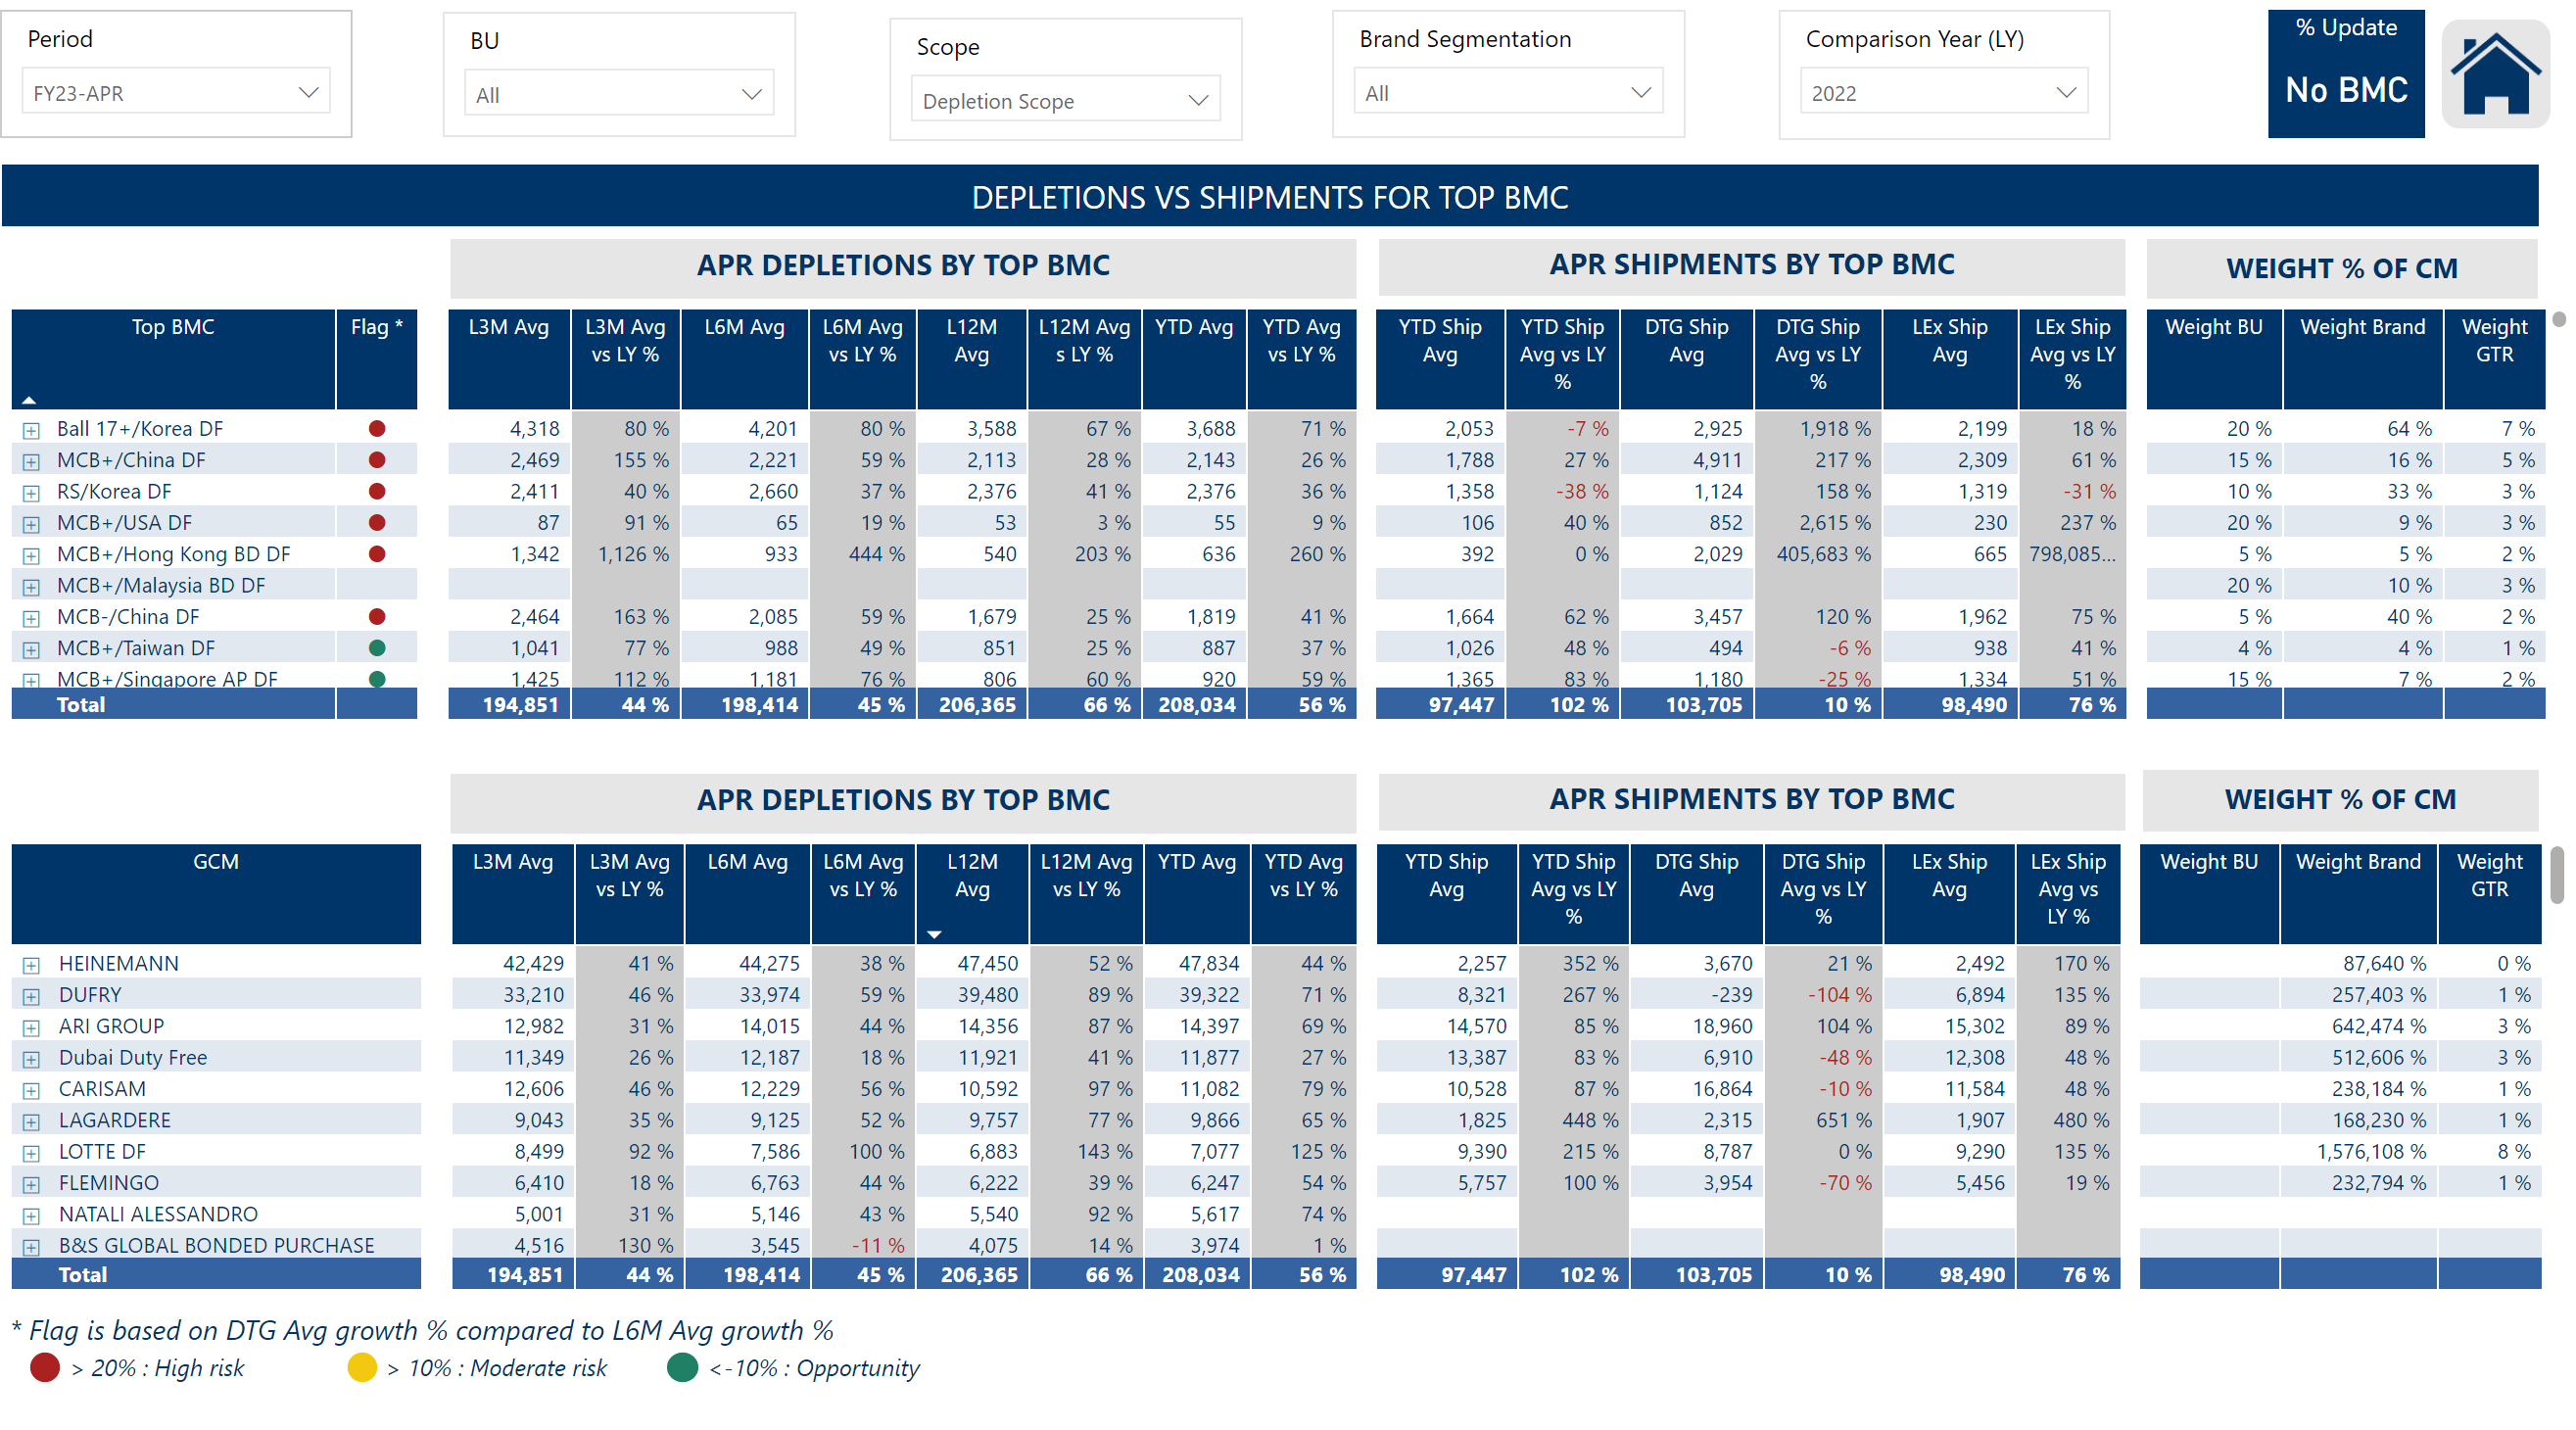 Period
BU
Scope
Brand Segmentation
Comparison Year (LY)
% Update
FY23-APR
All
Depletion Scope
All
2022
No BMC
DEPLETIONS VS SHIPMENTS FOR TOP BMC
APR DEPLETIONS BY TOP BMC
APR SHIPMENTS BY TOP BMC
WEIGHT % OF CM
Top BMC Flag * L3M Avg L3M Avg vs LY % L6M Avg L6M Avg vs LY % L12M Avg L12M Avg s LY % YTD Avg YTD Avg vs LY % YTD Ship Avg YTD Ship Avg vs LY % DTG Ship Avg DTG Ship Avg vs LY % LEx Ship Avg LEx Ship Avg vs LY % Weight BU Weight Brand Weight GTR
Ball 17+/Korea DF 4,318 80 % 4,201 80 % 3,588 67 % 3,688 71 % 2,053 -7 % 2,925 1,918 % 2,199 18 % 20 % 64 % 7 %
MCB+/China DF 2,469 155 % 2,221 59 % 2,113 28 % 2,143 26 % 1,788 27 % 4,911 217 % 2,309 61 % 15 % 16 % 5 %
RS/Korea DF 2,411 40 % 2,660 37 % 2,376 41 % 2,376 36 % 1,358 -38 % 1,124 158 % 1,319 -31 % 10 % 33 % 3 %
MCB+/USA DF 87 91 % 65 19 % 53 3 % 55 9 % 106 40 % 852 2,615 % 230 237 % 20 % 9 % 3 %
MCB+/Hong Kong BD DF 1,342 1,126 % 933 444 % 540 203 % 636 260 % 392 0 % 2,029 405,683 % 665 798,085... 5 % 5 % 2 %
MCB+/Malaysia BD DF 20 % 10 % 3 %
MCB-/China DF 2,464 163 % 2,085 59 % 1,679 25 % 1,819 41 % 1,664 62 % 3,457 120 % 1,962 75 % 5 % 40 % 2 %
MCB+/Taiwan DF 1,041 77 % 988 49 % 851 25 % 887 37 % 1,026 48 % 494 -6 % 938 41 % 4 % 4 % 1 %
MCB+/Singapore AP DF 1,425 112 % 1,181 76 % 806 60 % 920 59 % 1,365 83 % 1,180 -25 % 1,334 51 % 15 % 7 % 2 %
Total 194,851 44 % 198,414 45 % 206,365 66 % 208,034 56 % 97,447 102 % 103,705 10 % 98,490 76 %
APR DEPLETIONS BY TOP BMC
APR SHIPMENTS BY TOP BMC
WEIGHT % OF CM
GCM L3M Avg L3M Avg vs LY % L6M Avg L6M Avg vs LY % L12M Avg L12M Avg vs LY % YTD Avg YTD Avg vs LY % YTD Ship Avg YTD Ship Avg vs LY % DTG Ship Avg DTG Ship Avg vs LY % LEx Ship Avg LEx Ship Avg vs LY % Weight BU Weight Brand Weight GTR
HEINEMANN 42,429 41 % 44,275 38 % 47,450 52 % 47,834 44 % 2,257 352 % 3,670 21 % 2,492 170 % 87,640 % 0 %
DUFRY 33,210 46 % 33,974 59 % 39,480 89 % 39,322 71 % 8,321 267 % -239 -104 % 6,894 135 % 257,403 % 1 %
ARI GROUP 12,982 31 % 14,015 44 % 14,356 87 % 14,397 69 % 14,570 85 % 18,960 104 % 15,302 89 % 642,474 % 3 %
Dubai Duty Free 11,349 26 % 12,187 18 % 11,921 41 % 11,877 27 % 13,387 83 % 6,910 -48 % 12,308 48 % 512,606 % 3 %
CARISAM 12,606 46 % 12,229 56 % 10,592 97 % 11,082 79 % 10,528 87 % 16,864 -10 % 11,584 48 % 238,184 % 1 %
LAGARDERE 9,043 35 % 9,125 52 % 9,757 77 % 9,866 65 % 1,825 448 % 2,315 651 % 1,907 480 % 168,230 % 1 %
LOTTE DF 8,499 92 % 7,586 100 % 6,883 143 % 7,077 125 % 9,390 215 % 8,787 0 % 9,290 135 % 1,576,108 % 8 %
FLEMINGO 6,410 18 % 6,763 44 % 6,222 39 % 6,247 54 % 5,757 100 % 3,954 -70 % 5,456 19 % 232,794 % 1 %
NATALI ALESSANDRO 5,001 31 % 5,146 43 % 5,540 92 % 5,617 74 %
B&S GLOBAL BONDED PURCHASE 4,516 130 % 3,545 -11 % 4,075 14 % 3,974 1 %
Total 194,851 44 % 198,414 45 % 206,365 66 % 208,034 56 % 97,447 102 % 103,705 10 % 98,490 76 %
* Flag is based on DTG Avg growth % compared to L6M Avg growth %
> 20% : High risk > 10% : Moderate risk <-10% : Opportunity